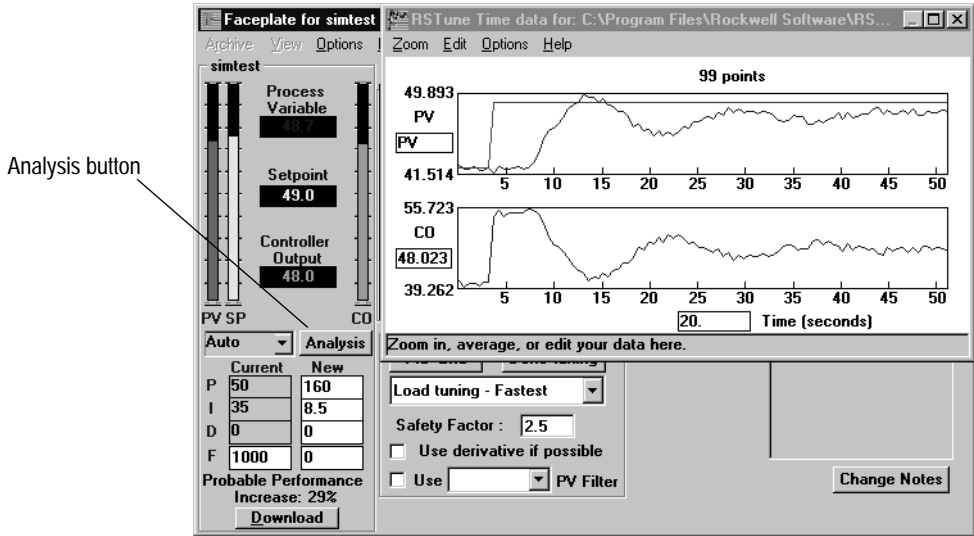 Analysis button
Faceplate for simtest
Archive View Options
simtest
Process
Variable
48.7
Setpoint
49.0
Controller
Output
48.0
PV SP
CO
Auto
Analysis
Current New
P 50 160
I 35 8.5
D 0 0
F 1000 0
Probable Performance
Increase: 29%
Download
RSTune Time data for: C:\Program Files\Rockwell Software\RS...
Zoom Edit Options Help
99 points
49.893
PV
PV
41.514
5 10 15 20 25 30 35 40 45 50
55.723
CO
48.023
39.262
5 10 15 20 25 30 35 40 45 50
20. Time (seconds)
Zoom in, average, or edit your data here.
Load tuning - Fastest
Safety Factor : 2.5
Use derivative if possible
Use PV Filter
Change Notes